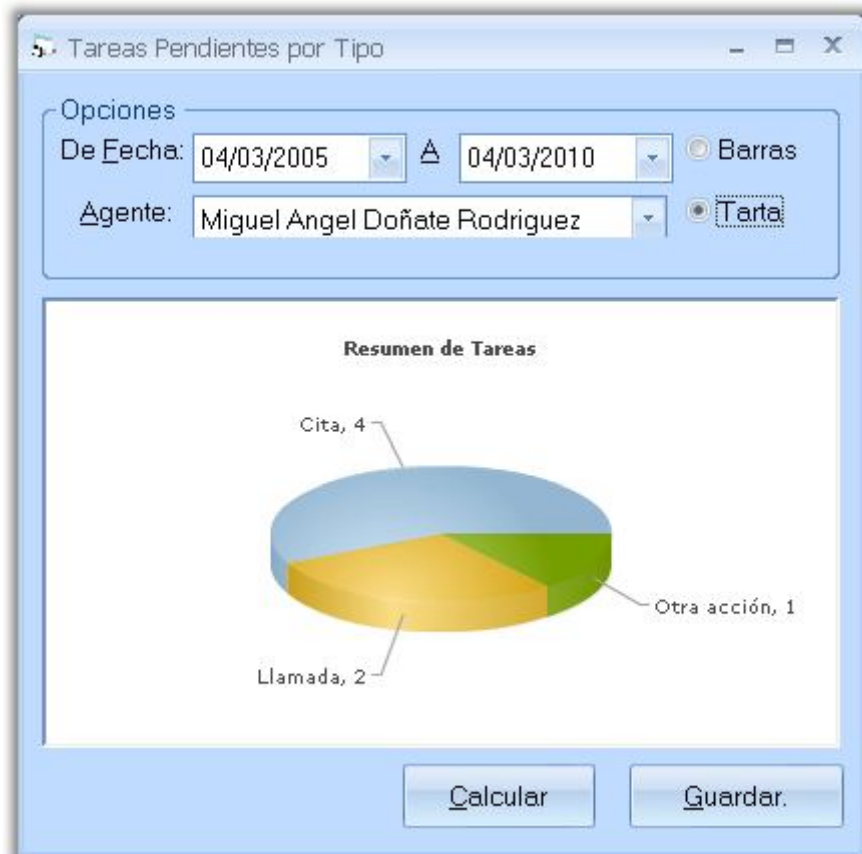 Tareas Pendientes por Tipo
Opciones
De Fecha: 04/03/2005 A 04/03/2010 Barras
Agente: Miguel Angel Doñate Rodriguez Tarta
Resumen de Tareas
Cita, 4
Otra acción, 1
Llamada, 2
Calcular Guardar.